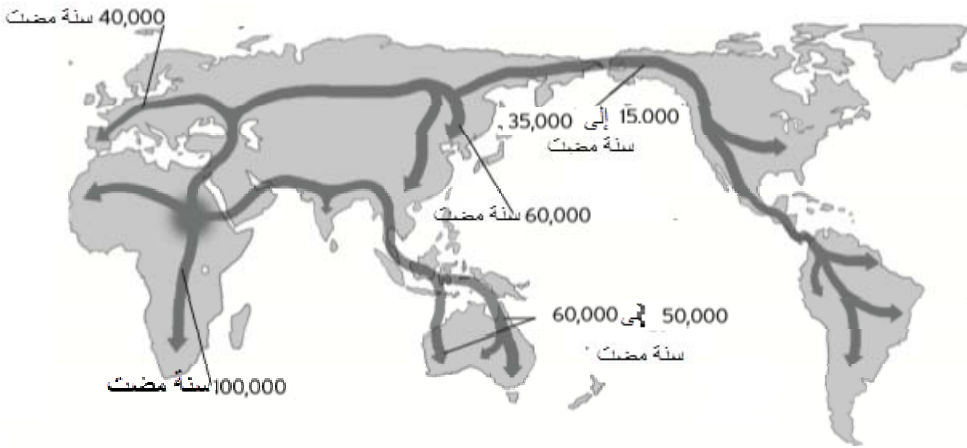 40,000 سنة مضت
15.000 إلى 35,000
سنة مضت
60,000 سنة مضت
50,000 إلى 60,000
سنة مضت
100,000 سنة مضت